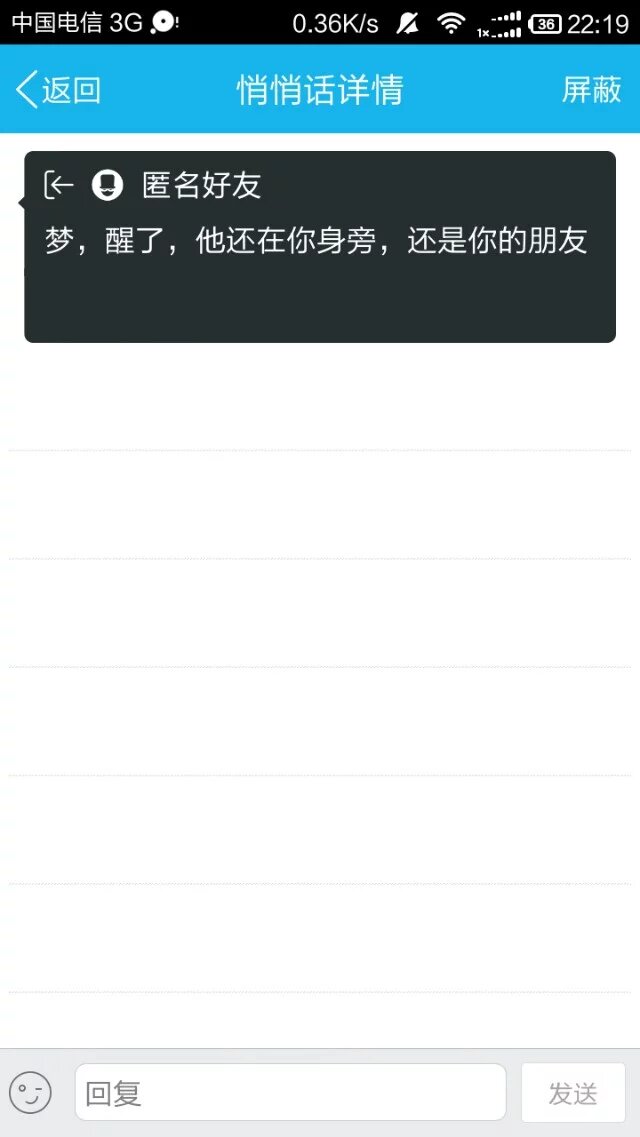 中国电信 3G 0.36K/s 1x 36 22:19
返回 悄悄话详情 屏蔽
匿名好友
梦，醒了，他还在你身旁，还是你的朋友
回复 发送